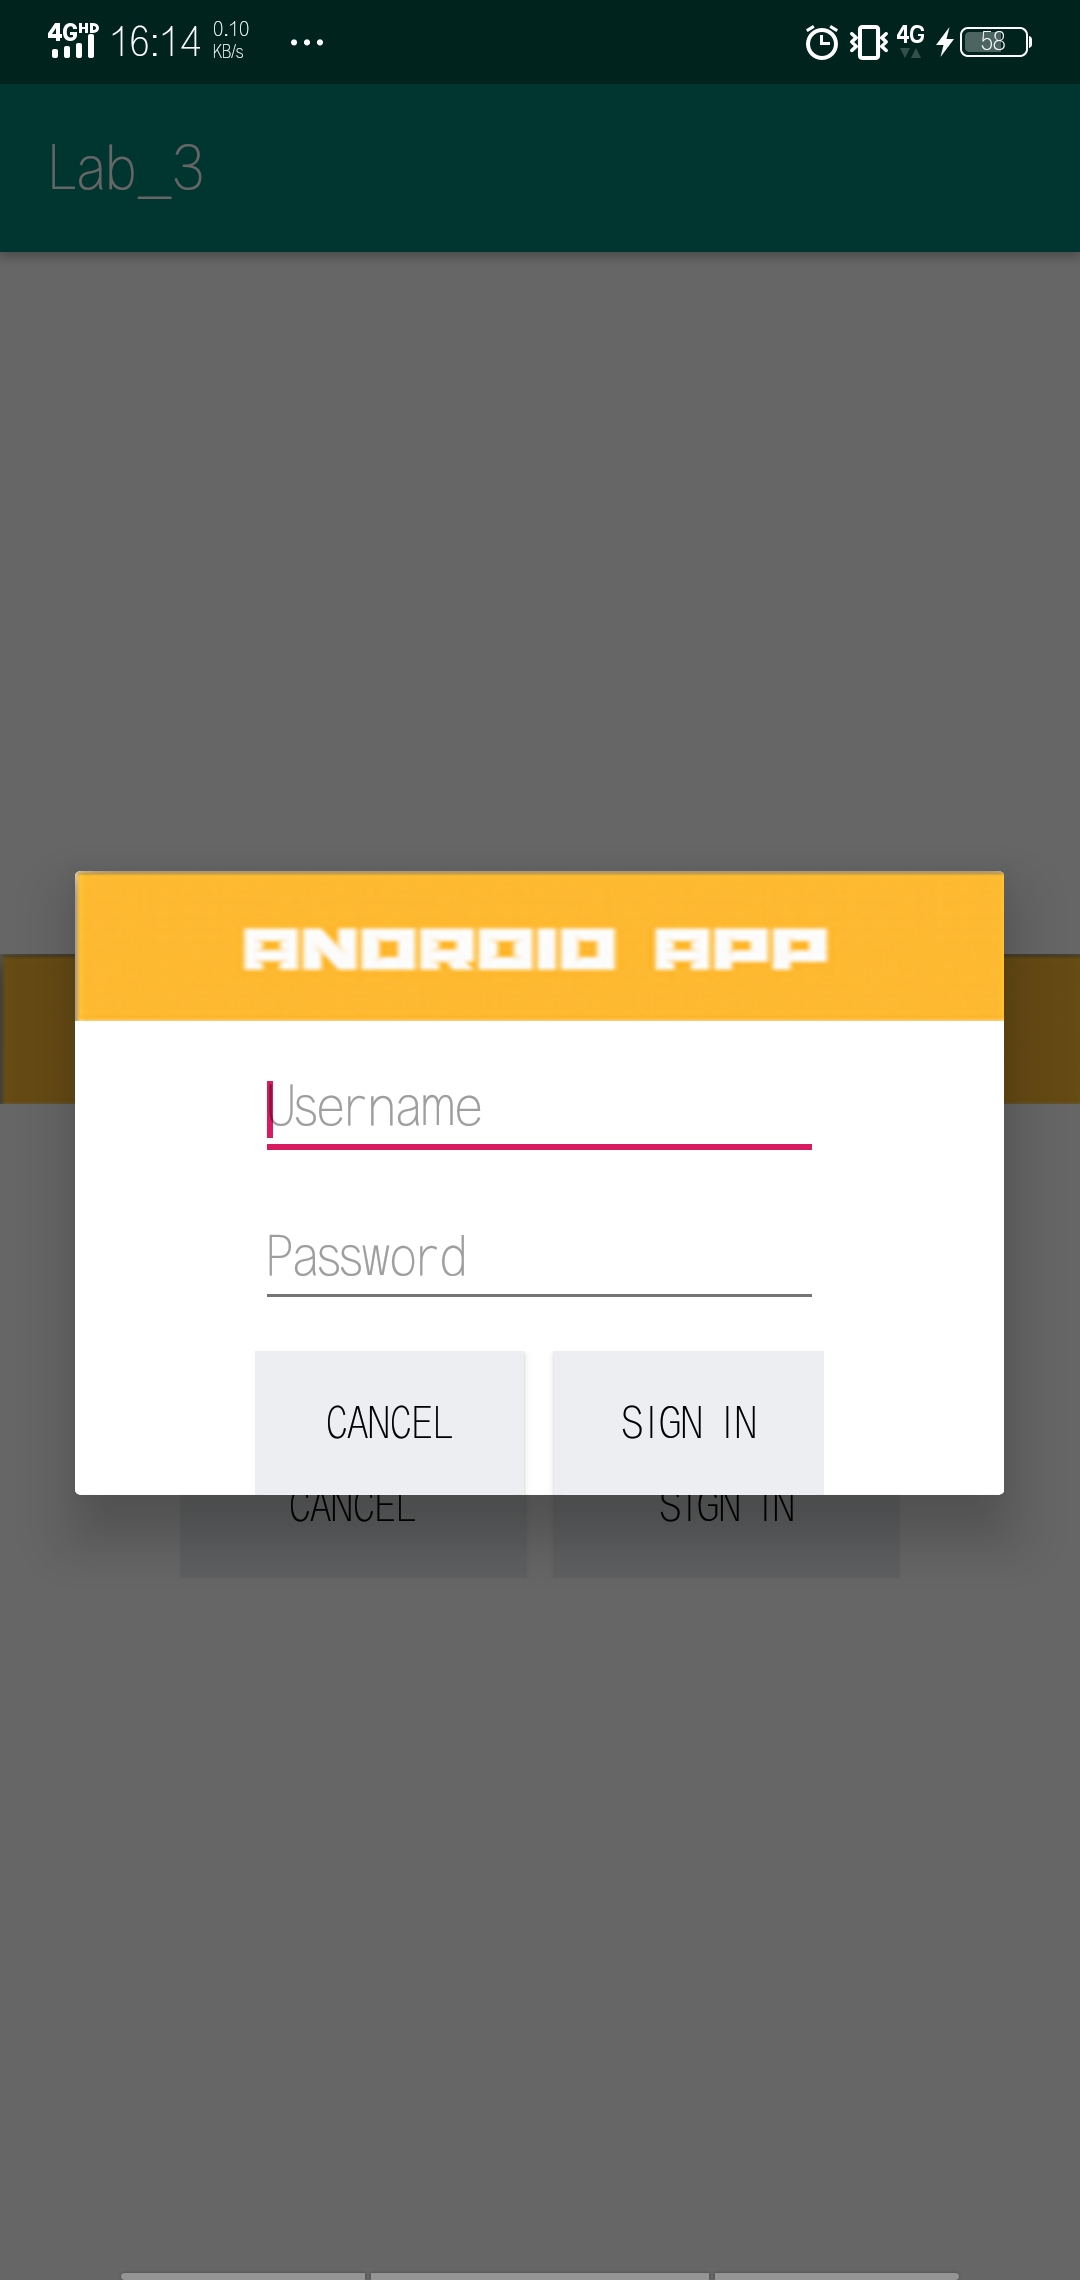 4G HD 16:14 0.10 KB/s ... 4G 58
Lab_3
ANDROID APP
Username
Password
CANCEL SIGN IN
CANCEL SIGN IN